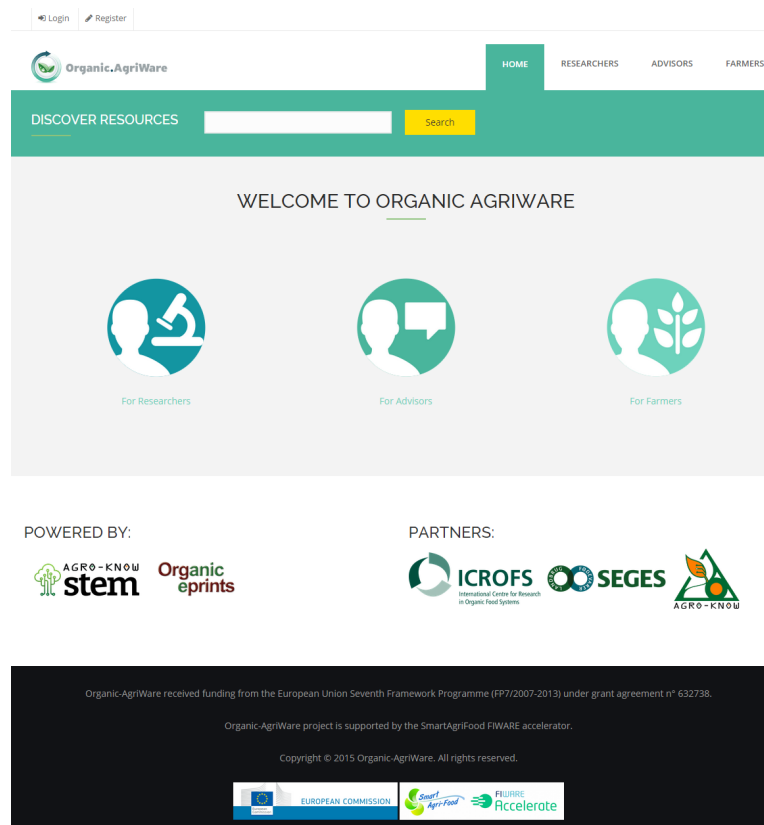 Login Register
Organic.AgriWare
HOME RESEARCHERS ADVISORS FARMERS
DISCOVER RESOURCES Search
WELCOME TO ORGANIC AGRIWARE
For Researchers For Advisors For Farmers
POWERED BY: PARTNERS:
AGRO-KNOW
stem
Organic
eprints
ICROFS
International Centre for Research
in Organic Food Systems
SEGES
AGRO-KNOW
Organic-AgriWare received funding from the European Union Seventh Framework Programme (FP7/2007-2013) under grant agreement n° 632738.
Organic-AgriWare project is supported by the SmartAgriFood FIWARE accelerator.
Copyright © 2015 Organic-AgriWare. All rights reserved.
EUROPEAN COMMISSION
Smart
Agri-Food
FIWARE
Accelerate